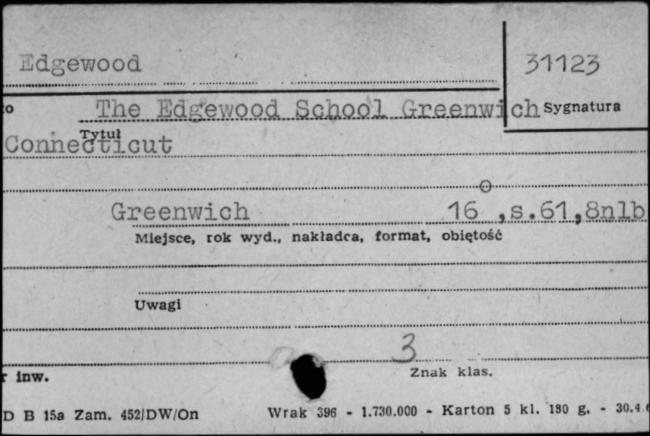 Edgewood 31123
The Edgewood School Greenwich Sygnatura
Tytuł
Connecticut
Greenwich 16°, s.61, 8nlb
Miejsce, rok wyd., nakładca, format, objętość
Uwagi
3
r inw. Znak klas.
D B 15a Zam. 452/DW/On Wrak 396 - 1.730.000 - Karton 5 kl. 180 g. - 30.4.6